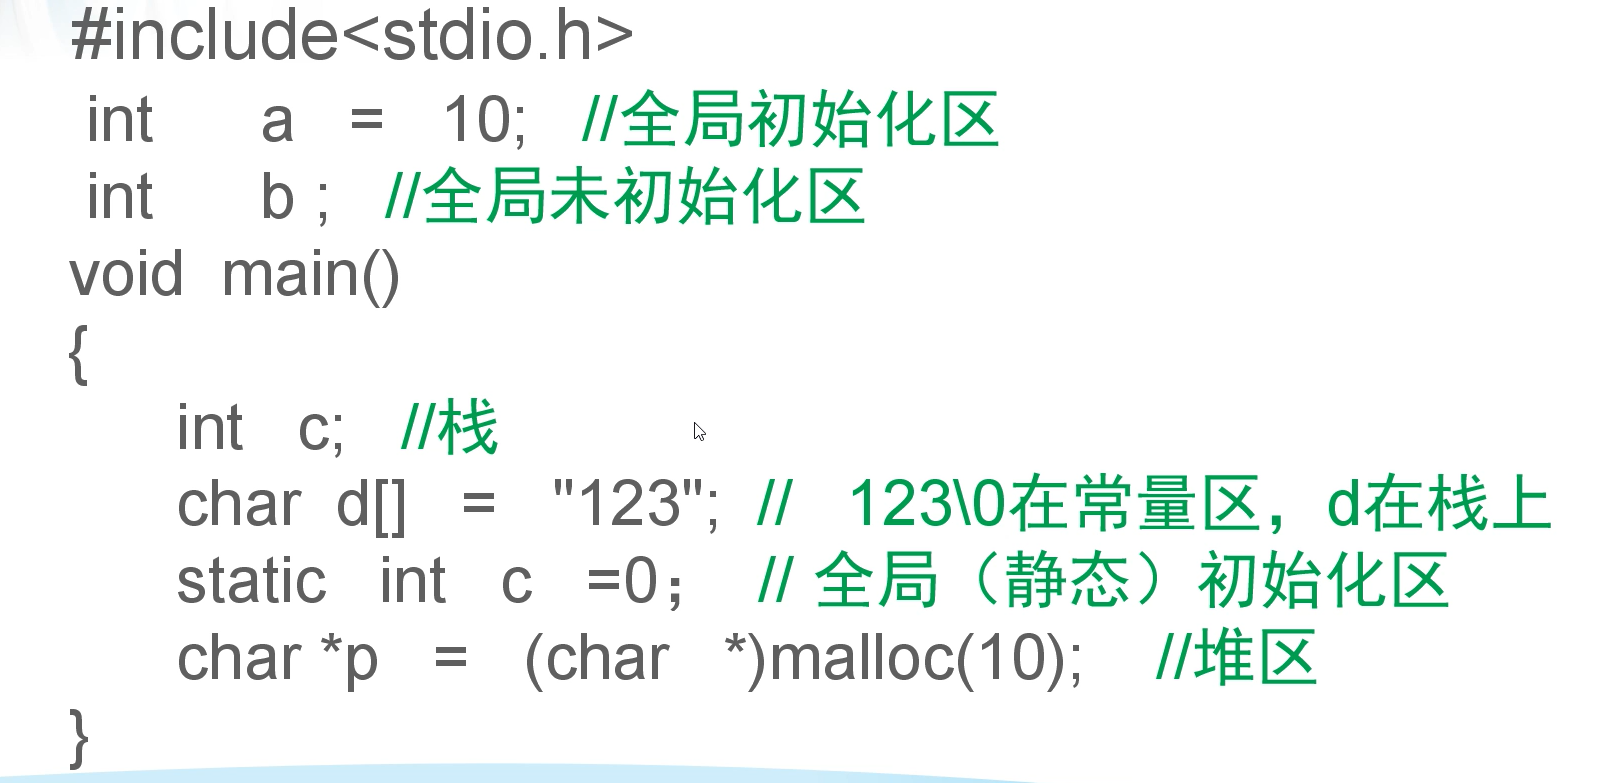 #include<stdio.h>
int a = 10; //全局初始化区
int b ; //全局未初始化区
void main()
{
int c; //栈
char d[] = "123"; // 123\0在常量区，d在栈上
static int c =0； // 全局（静态）初始化区
char *p = (char *)malloc(10); //堆区
}